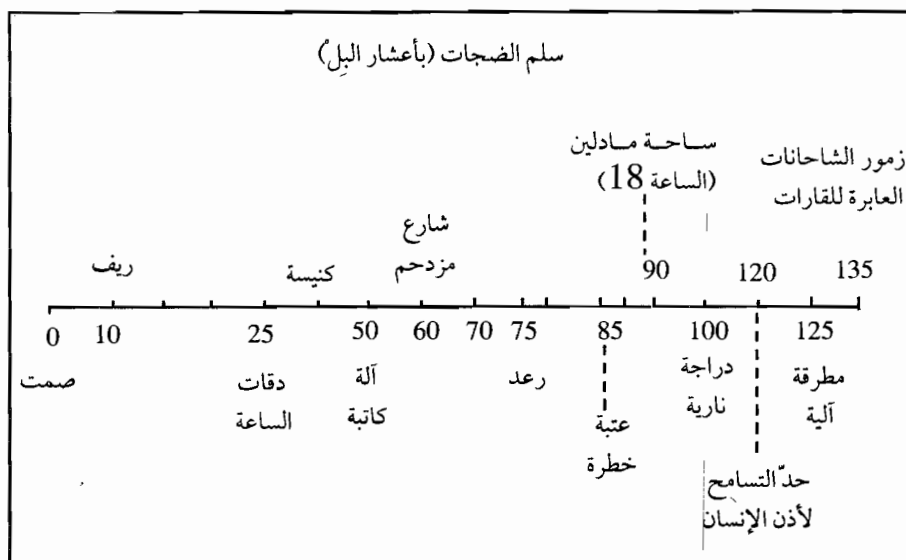 سلم الضجات (بأعشار البِلْ)
ساحة مادلين
(الساعة 18)
زمور الشاحانات
العابرة للقارات
شارع
مزدحم
كنيسة
ريف
90
120
135
0
10
25
50
60
70
75
85
100
125
صمت
دقات
الساعة
آلة
كاتبة
رعد
عتبة
خطرة
دراجة
نارية
مطرقة
آلية
حدّ التسامح
لأذن الإنسان